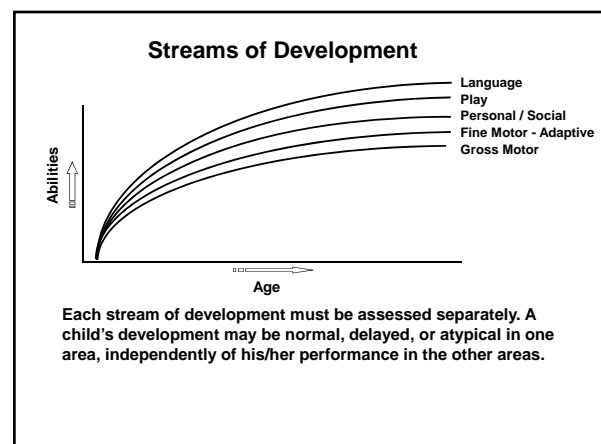 Streams of Development
Language
Play
Personal / Social
Fine Motor - Adaptive
Gross Motor
Abilities
Age
Each stream of development must be assessed separately. A
child’s development may be normal, delayed, or atypical in one
area, independently of his/her performance in the other areas.